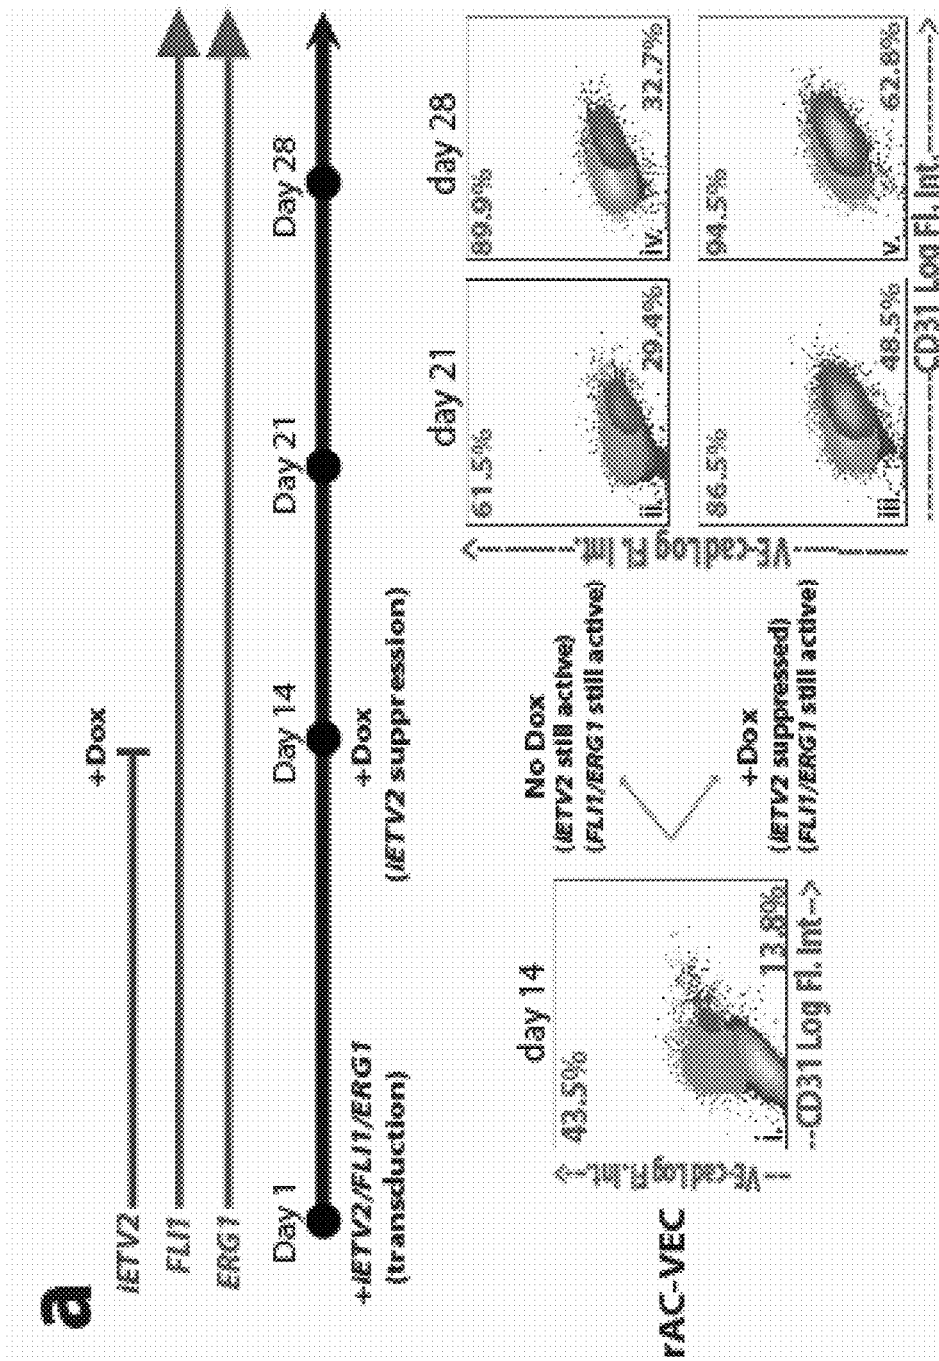 a
+Dox
iETV2
FLI1
ERG1
Day 1
Day 14
Day 21
Day 28
+iETV2/FLI1/ERG1
(transduction)
+Dox
(iETV2 suppression)
rAC-VEC
day 14
43.5%
i.
13.8%
VE-cad Log Fl. Int.-->
--CD31 Log Fl. Int-->
No Dox
(iETV2 still active)
(FLI1/ERG1 still active)
+Dox
(iETV2 suppressed)
(FLI1/ERG1 still active)
day 21
day 28
VE-cad Log Fl. Int.
61.5%
ii.
29.4%
89.9%
iv.
32.7%
86.5%
iii.
48.5%
94.5%
v.
62.8%
-------------CD31 Log Fl. Int.----------->